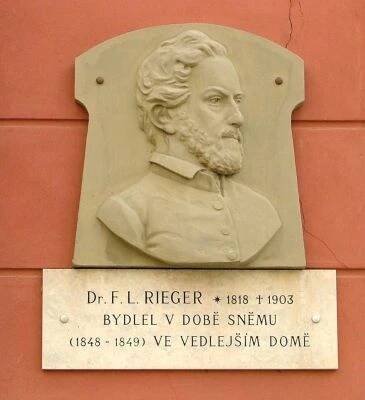 Dr. F. L. RIEGER * 1818 † 1903
BYDLEL V DOBĚ SNĚMU
(1848 - 1849) VE VEDLEJŠÍM DOMĚ